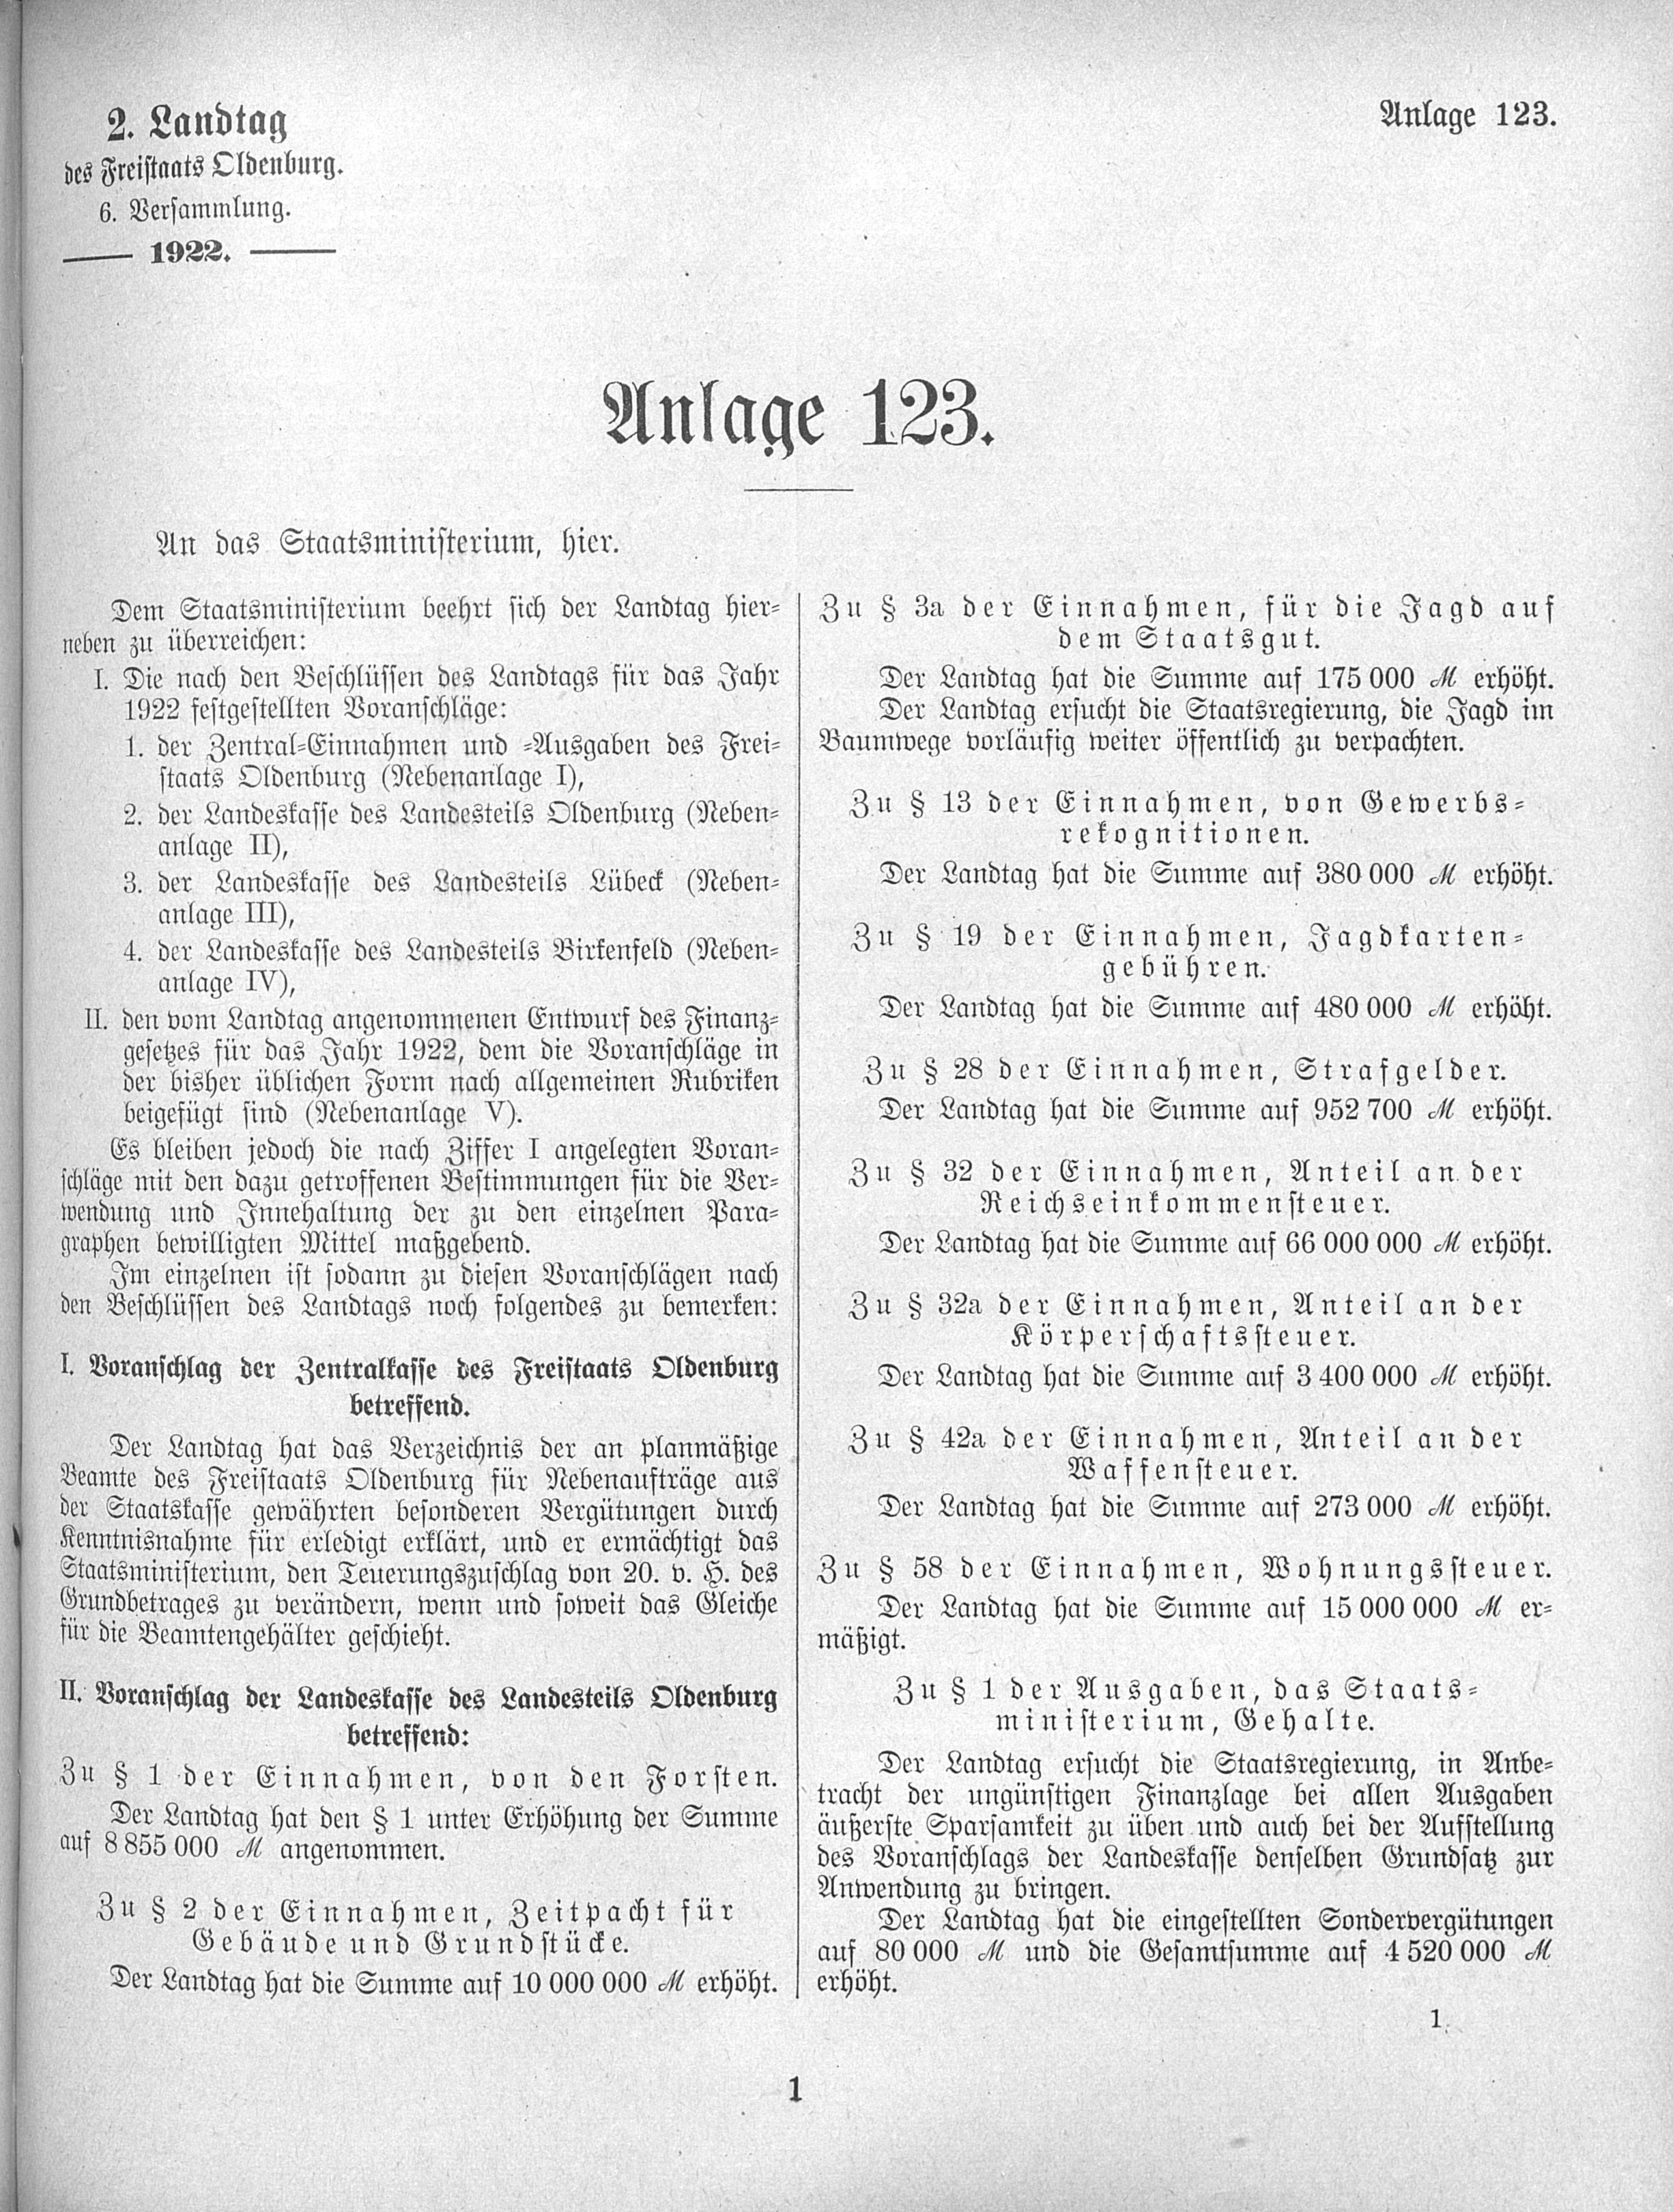 2. Landtag
des Freistaats Oldenburg.
6. Versammlung.
1922.
Anlage 123.
Anlage 123.
An das Staatsministerium, hier.
Dem Staatsministerium beehrt sich der Landtag hier-
neben zu überreichen:
I. Die nach den Beschlüssen des Landtags für das Jahr
1922 festgestellten Voranschläge:
1. der Zentral-Einnahmen und -Ausgaben des Frei-
staats Oldenburg (Nebenanlage I),
2. der Landeskasse des Landesteils Oldenburg (Neben-
anlage II),
3. der Landeskasse des Landesteils Lübeck (Neben-
anlage III),
4. der Landeskasse des Landesteils Birkenfeld (Neben-
anlage IV),
II. den vom Landtag angenommenen Entwurf des Finanz-
gesetzes für das Jahr 1922, dem die Voranschläge in
der bisher üblichen Form nach allgemeinen Rubriken
beigefügt sind (Nebenanlage V).
Es bleiben jedoch die nach Ziffer I angelegten Voran-
schläge mit den dazu getroffenen Bestimmungen für die Ver-
wendung und Innehaltung der zu den einzelnen Para-
graphen bewilligten Mittel maßgebend.
Im einzelnen ist sodann zu diesen Voranschlägen nach
den Beschlüssen des Landtags noch folgendes zu bemerken:
I. Voranschlag der Zentralkasse des Freistaats Oldenburg
betreffend.
Der Landtag hat das Verzeichnis der an planmäßige
Beamte des Freistaats Oldenburg für Nebenaufträge aus
der Staatskasse gewährten besonderen Vergütungen durch
Kenntnisnahme für erledigt erklärt, und er ermächtigt das
Staatsministerium, den Teuerungszuschlag von 20. v. H. des
Grundbetrages zu verändern, wenn und soweit das Gleiche
für die Beamtengehälter geschieht.
II. Voranschlag der Landeskasse des Landesteils Oldenburg
betreffend:
Zu § 1 der Einnahmen, von den Forsten.
Der Landtag hat den § 1 unter Erhöhung der Summe
auf 8 855 000 ℳ angenommen.
Zu § 2 der Einnahmen, Zeitpacht für
Gebäude und Grundstücke.
Der Landtag hat die Summe auf 10 000 000 ℳ erhöht.
Zu § 3a der Einnahmen, für die Jagd auf
dem Staatsgut.
Der Landtag hat die Summe auf 175 000 ℳ erhöht.
Der Landtag ersucht die Staatsregierung, die Jagd im
Baumwege vorläufig weiter öffentlich zu verpachten.
Zu § 13 der Einnahmen, von Gewerbs-
rekognitionen.
Der Landtag hat die Summe auf 380 000 ℳ erhöht.
Zu § 19 der Einnahmen, Jagdkarten-
gebühren.
Der Landtag hat die Summe auf 480 000 ℳ erhöht.
Zu § 28 der Einnahmen, Strafgelder.
Der Landtag hat die Summe auf 952 700 ℳ erhöht.
Zu § 32 der Einnahmen, Anteil an der
Reichseinkommensteuer.
Der Landtag hat die Summe auf 66 000 000 ℳ erhöht.
Zu § 32a der Einnahmen, Anteil an der
Körperschaftssteuer.
Der Landtag hat die Summe auf 3 400 000 ℳ erhöht.
Zu § 42a der Einnahmen, Anteil an der
Waffensteuer.
Der Landtag hat die Summe auf 273 000 ℳ erhöht.
Zu § 58 der Einnahmen, Wohnungssteuer.
Der Landtag hat die Summe auf 15 000 000 ℳ er-
mäßigt.
Zu § 1 der Ausgaben, das Staats-
ministerium, Gehalte.
Der Landtag ersucht die Staatsregierung, in Anbe-
tracht der ungünstigen Finanzlage bei allen Ausgaben
äußerste Sparsamkeit zu üben und auch bei der Aufstellung
des Voranschlags der Landeskasse denselben Grundsatz zur
Anwendung zu bringen.
Der Landtag hat die eingestellten Sondervergütungen
auf 80 000 ℳ und die Gesamtsumme auf 4 520 000 ℳ
erhöht.
1
1